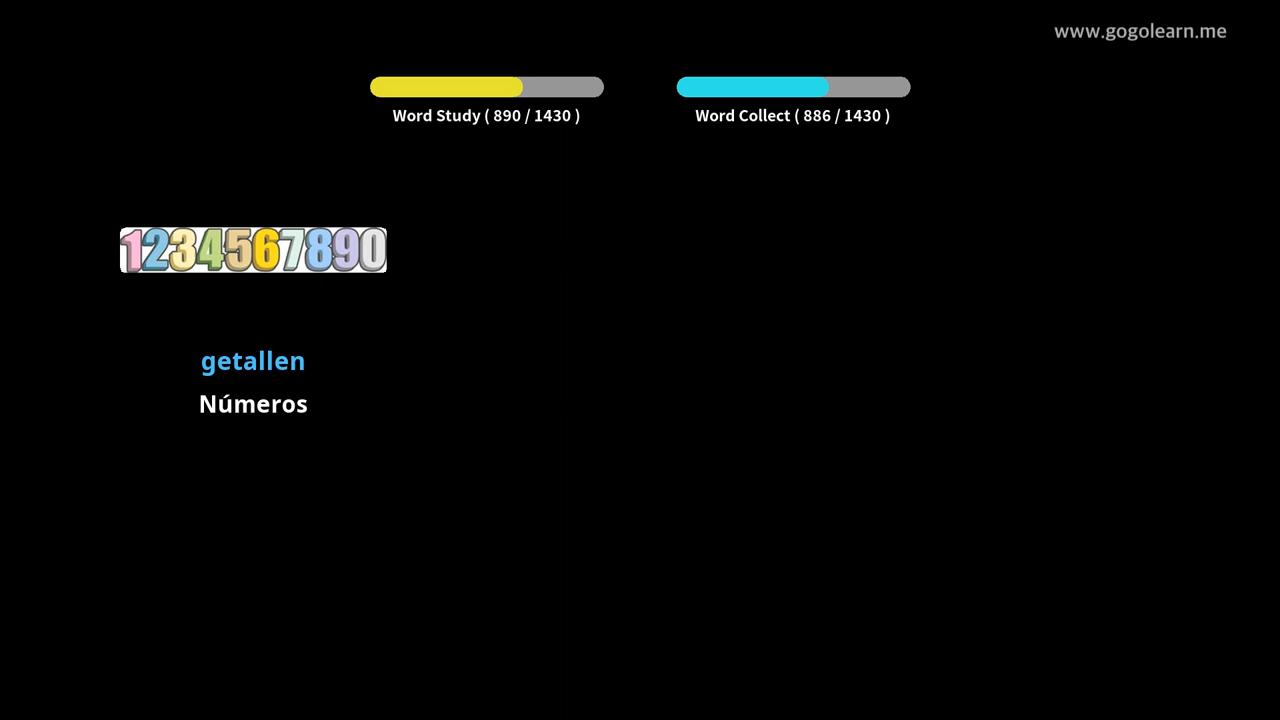 www.gogolearn.me
Word Study ( 890 / 1430 )
Word Collect ( 886 / 1430 )
1234567890
getallen
Números